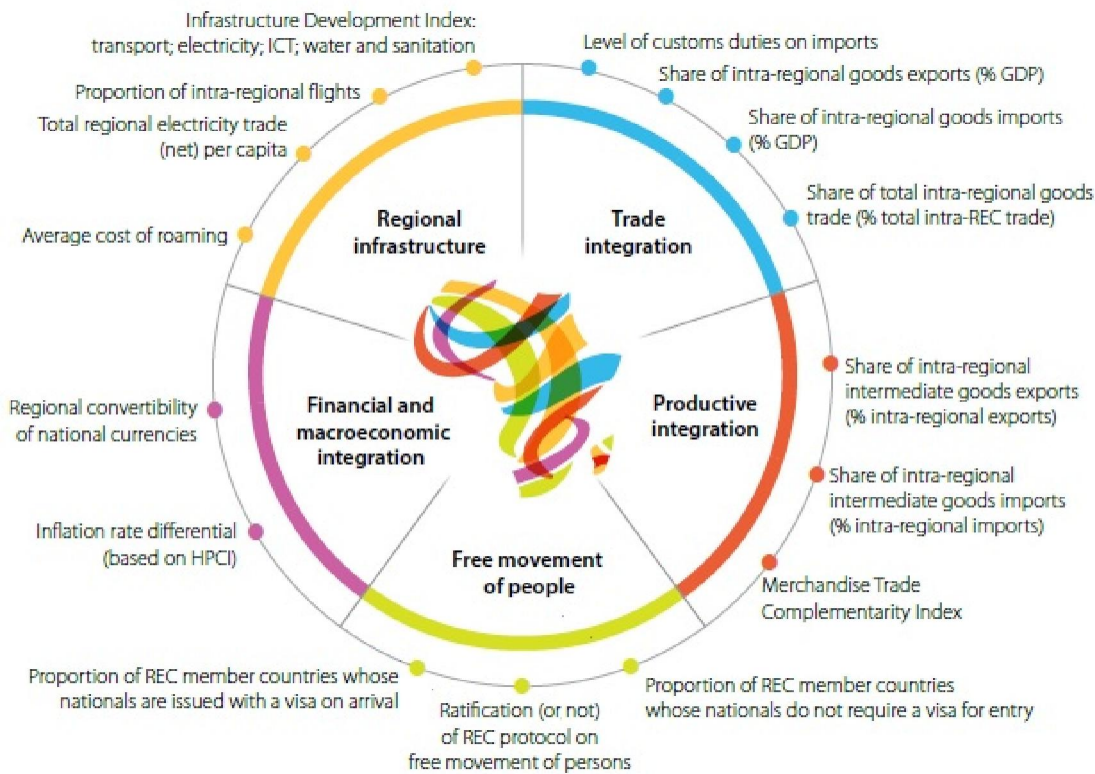 Infrastructure Development Index:
transport; electricity; ICT; water and sanitation
Proportion of intra-regional flights
Total regional electricity trade
(net) per capita
Average cost of roaming
Level of customs duties on imports
Share of intra-regional goods exports (% GDP)
Share of intra-regional goods imports
(% GDP)
Share of total intra-regional goods
trade (% total intra-REC trade)
Regional
infrastructure
Trade
integration
Regional convertibility
of national currencies
Inflation rate differential
(based on HPCI)
Financial and
macroeconomic
integration
Productive
integration
Share of intra-regional
intermediate goods exports
(% intra-regional exports)
Share of intra-regional
intermediate goods imports
(% intra-regional imports)
Merchandise Trade
Complementarity Index
Free movement
of people
Proportion of REC member countries whose
nationals are issued with a visa on arrival
Ratification (or not)
of REC protocol on
free movement of persons
Proportion of REC member countries
whose nationals do not require a visa for entry